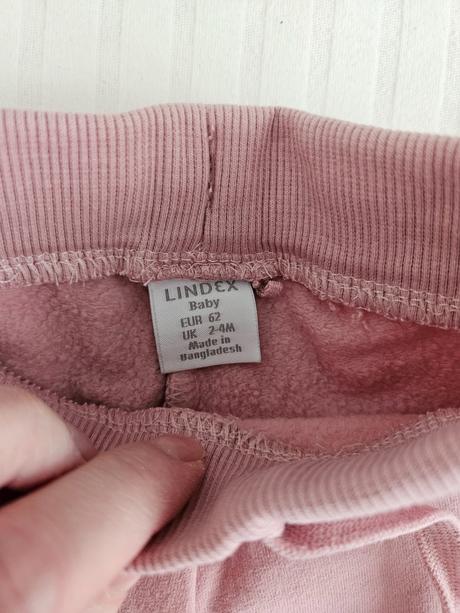 LINDEX
Baby
EUR 62
UK 2-4M
Made in
Bangladesh